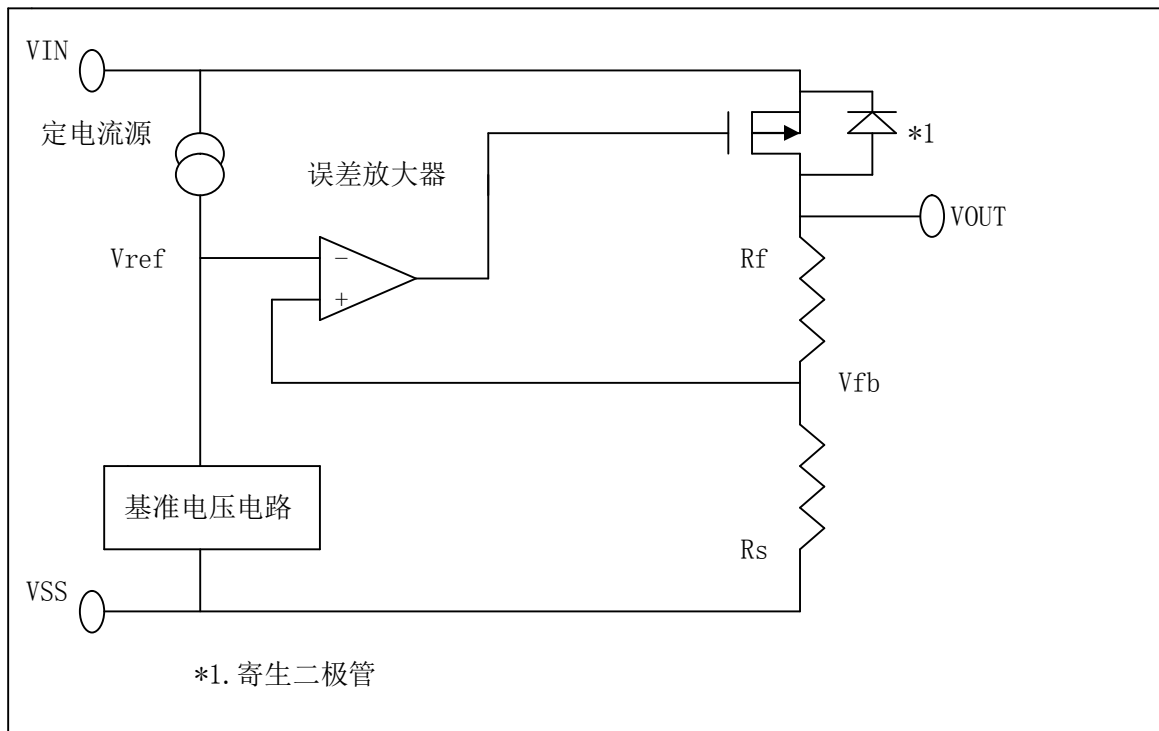 VIN
定电流源
*1
误差放大器
VOUT
Vref
-
Rf
+
Vfb
基准电压电路
Rs
VSS
*1.寄生二极管